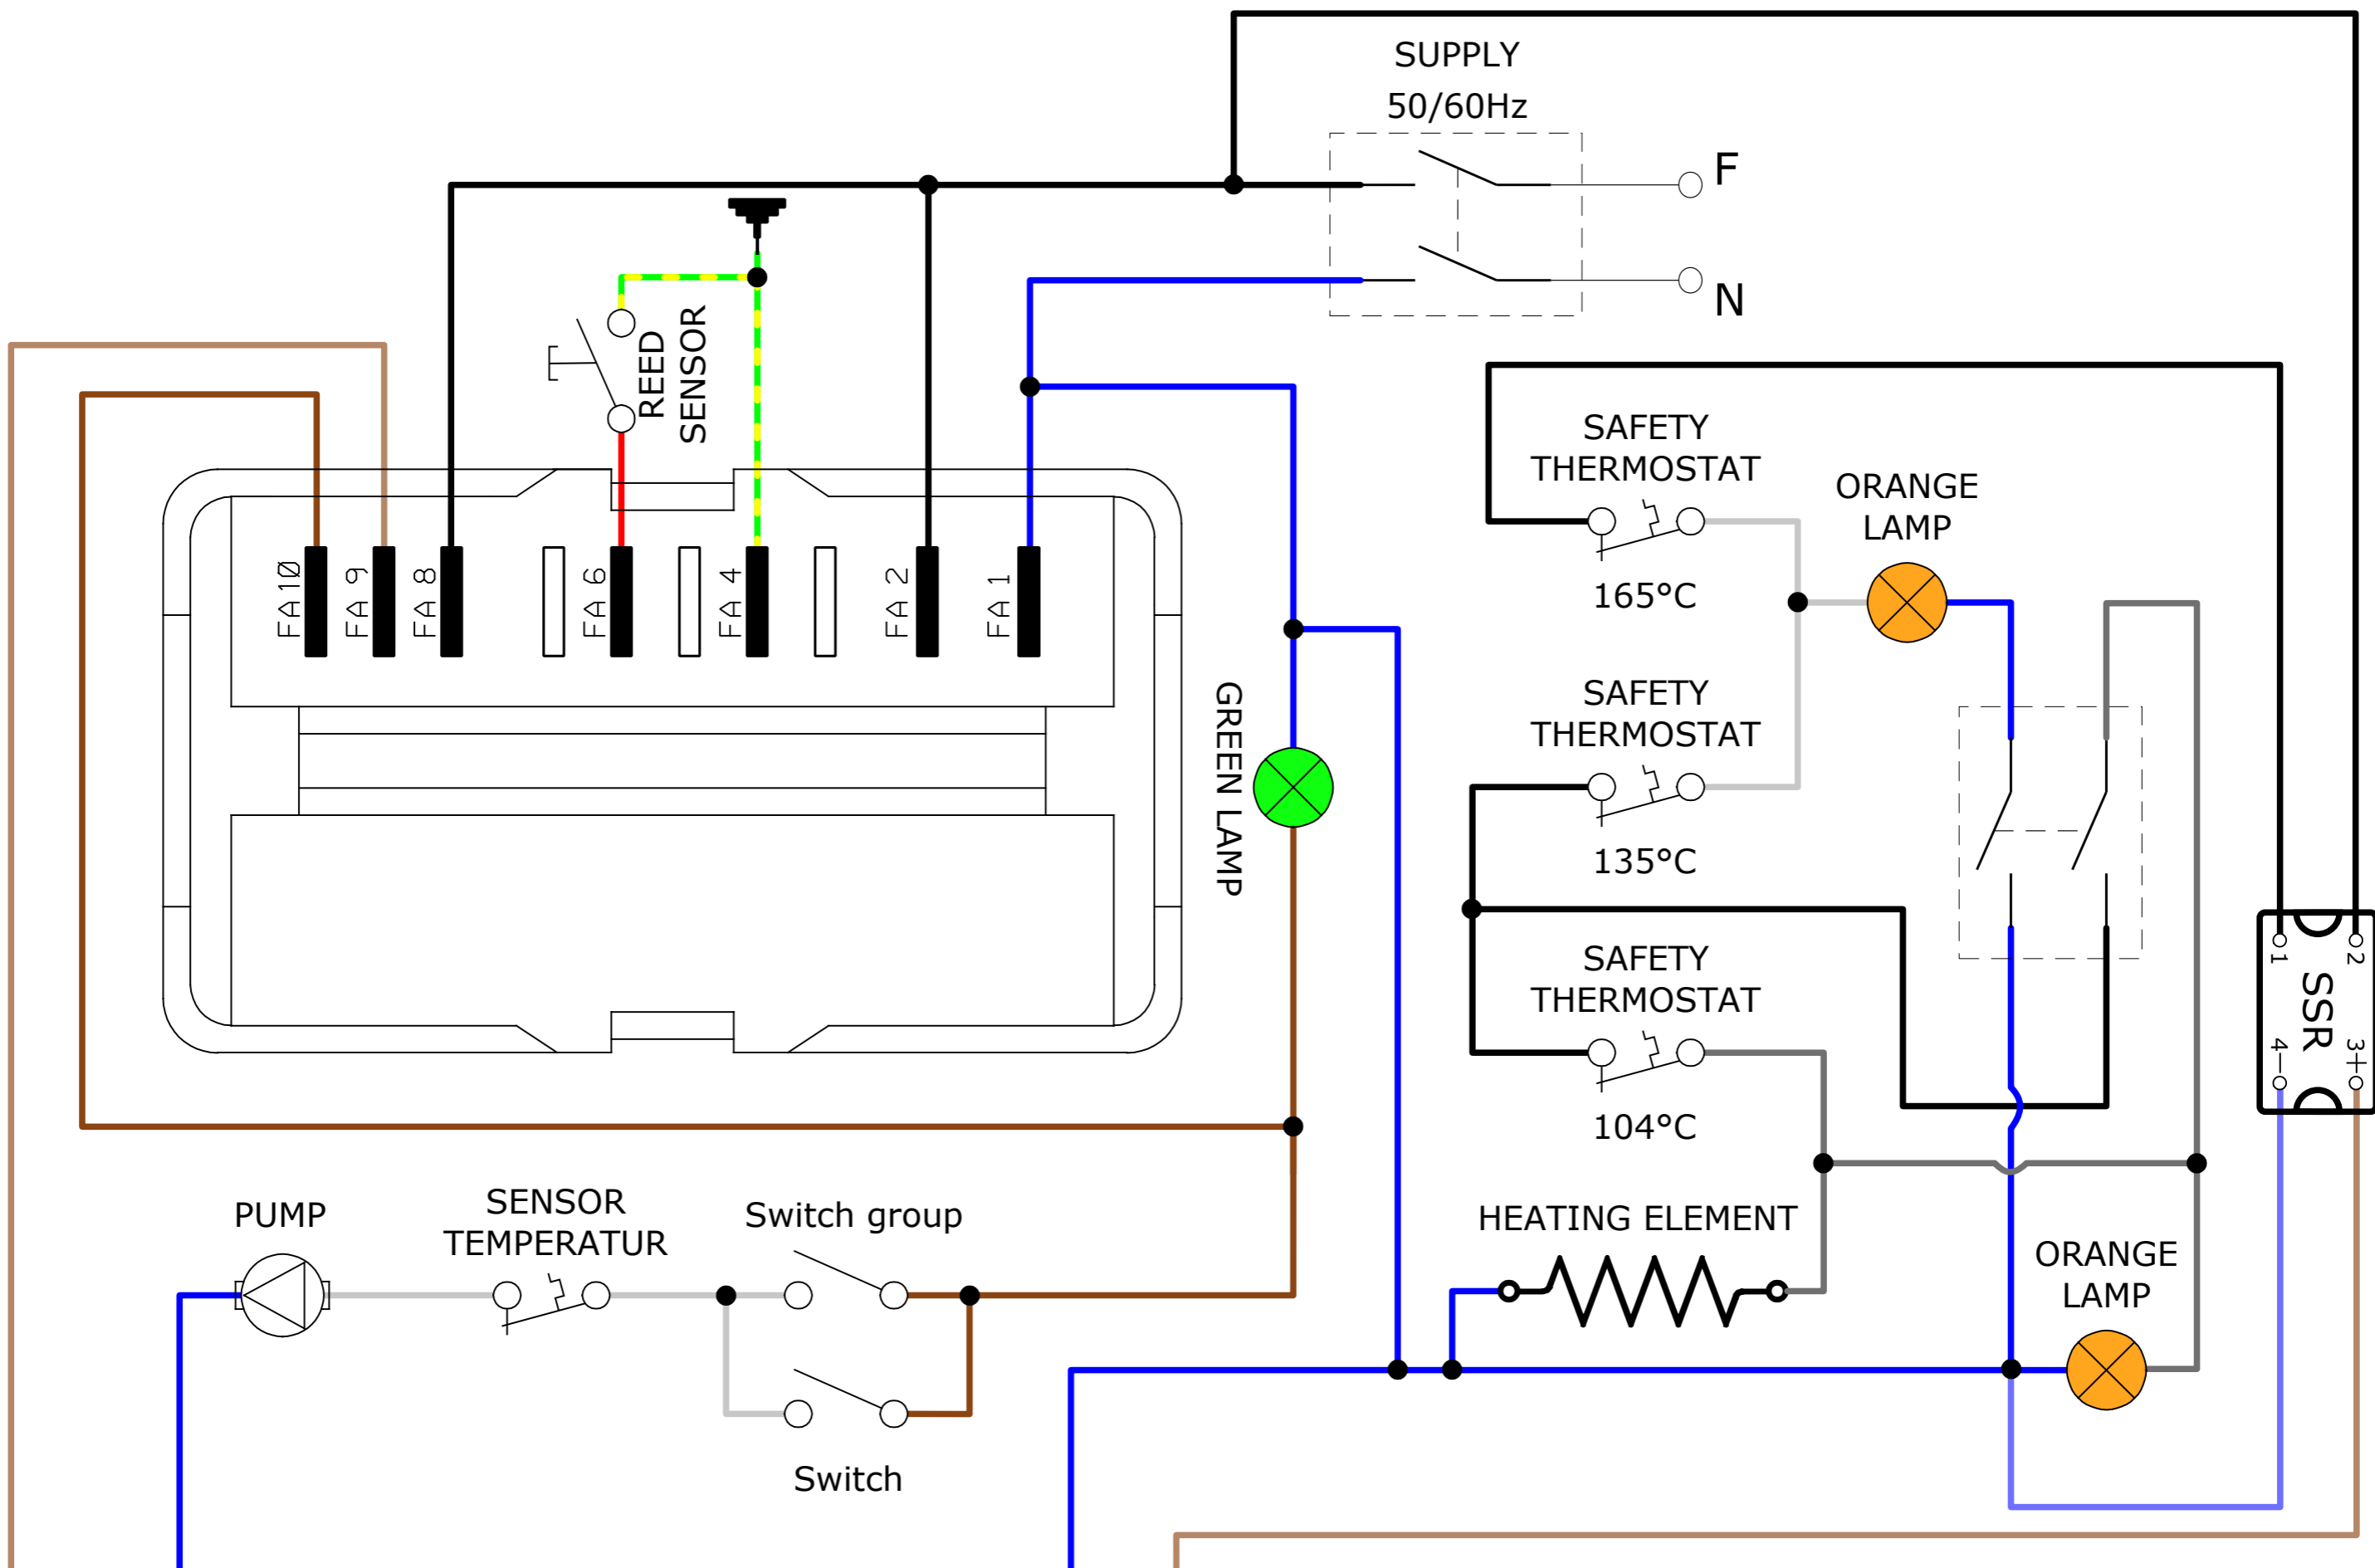 SUPPLY
50/60Hz
F
N
REED
SENSOR
SAFETY
THERMOSTAT
165°C
ORANGE
LAMP
FA10
FA 9
FA 8
FA 6
FA 4
FA 2
FA 1
GREEN LAMP
SAFETY
THERMOSTAT
135°C
SAFETY
THERMOSTAT
104°C
1
2
SSR
4−
3+
PUMP
SENSOR
TEMPERATUR
Switch group
HEATING ELEMENT
ORANGE
LAMP
Switch